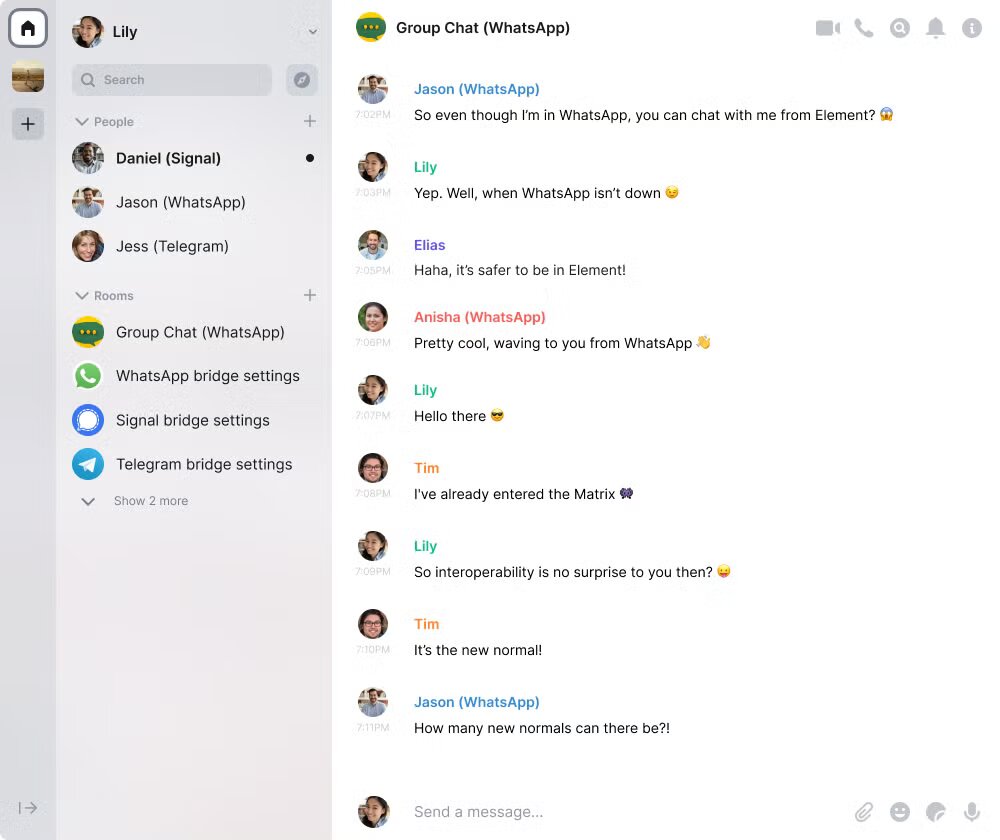 Lily
Search
People
Daniel (Signal)
Jason (WhatsApp)
Jess (Telegram)
Rooms
Group Chat (WhatsApp)
WhatsApp bridge settings
Signal bridge settings
Telegram bridge settings
Show 2 more
Group Chat (WhatsApp)
Jason (WhatsApp)
7:02PM So even though I’m in WhatsApp, you can chat with me from Element? 😱
Lily
7:03PM Yep. Well, when WhatsApp isn’t down 😉
Elias
7:05PM Haha, it’s safer to be in Element!
Anisha (WhatsApp)
7:06PM Pretty cool, waving to you from WhatsApp 👋
Lily
7:07PM Hello there 😎
Tim
7:08PM I've already entered the Matrix 👾
Lily
7:09PM So interoperability is no surprise to you then? 😛
Tim
7:10PM It’s the new normal!
Jason (WhatsApp)
7:11PM How many new normals can there be?!
Send a message...